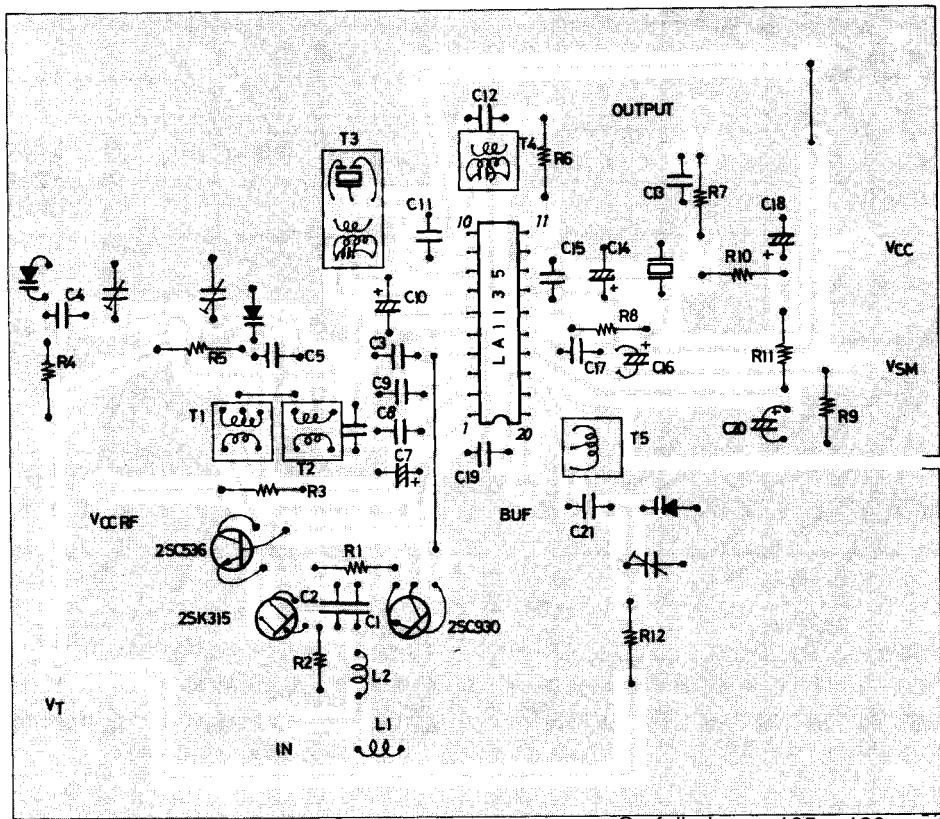 C12
OUTPUT
T3
T4
R6
C11
10
11
C13
R7
C18
C15
C14
VCC
R10
C4
C10
LA1135
R8
R5
C5
C3
C17
C16
R11
VSM
R4
C9
R9
T1
C8
1
20
T5
C20
T2
C7
C19
R3
BUF
C21
VCC RF
2SC536
R1
C2
2SK315
C1
2SC930
R12
R2
L2
VT
L1
IN